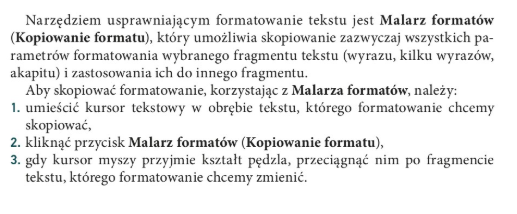 Narzędziem usprawniającym formatowanie tekstu jest Malarz formatów
(Kopiowanie formatu), który umożliwia skopiowanie zazwyczaj wszystkich pa-
rametrów formatowania wybranego fragmentu tekstu (wyrazu, kilku wyrazów,
akapitu) i zastosowania ich do innego fragmentu.
Aby skopiować formatowanie, korzystając z Malarza formatów, należy:
1. umieścić kursor tekstowy w obrębie tekstu, którego formatowanie chcemy
skopiować,
2. kliknąć przycisk Malarz formatów (Kopiowanie formatu),
3. gdy kursor myszy przyjmie kształt pędzla, przeciągnąć nim po fragmencie
tekstu, którego formatowanie chcemy zmienić.